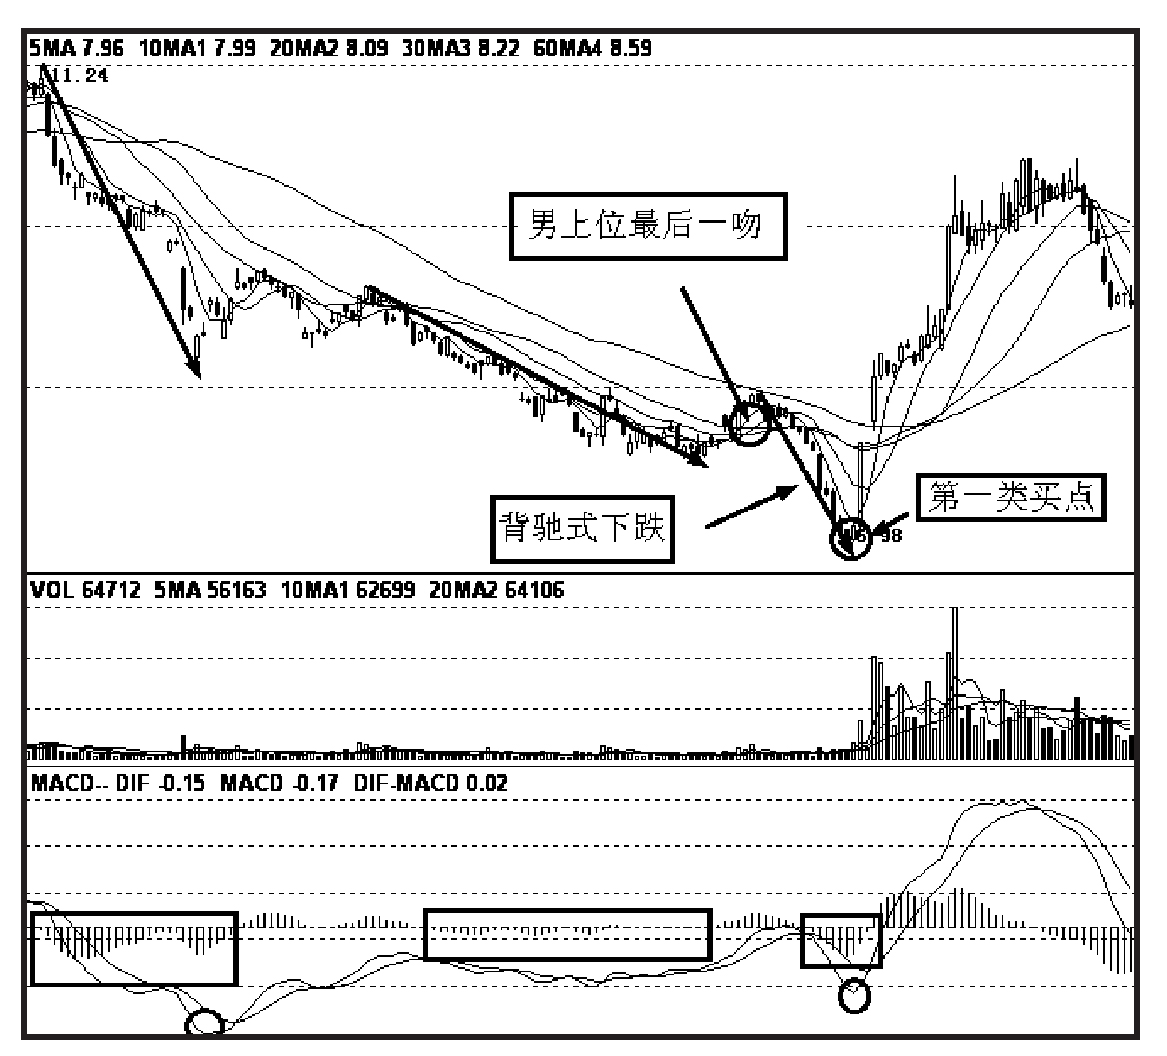 5MA 7.96 10MA1 7.99 20MA2 8.09 30MA3 8.22 60MA4 8.59
11.24
男上位最后一吻
第一类买点
背驰式下跌
6.98
VOL 64712 5MA 56163 10MA1 62699 20MA2 64106
MACD-- DIF -0.15 MACD -0.17 DIF-MACD 0.02